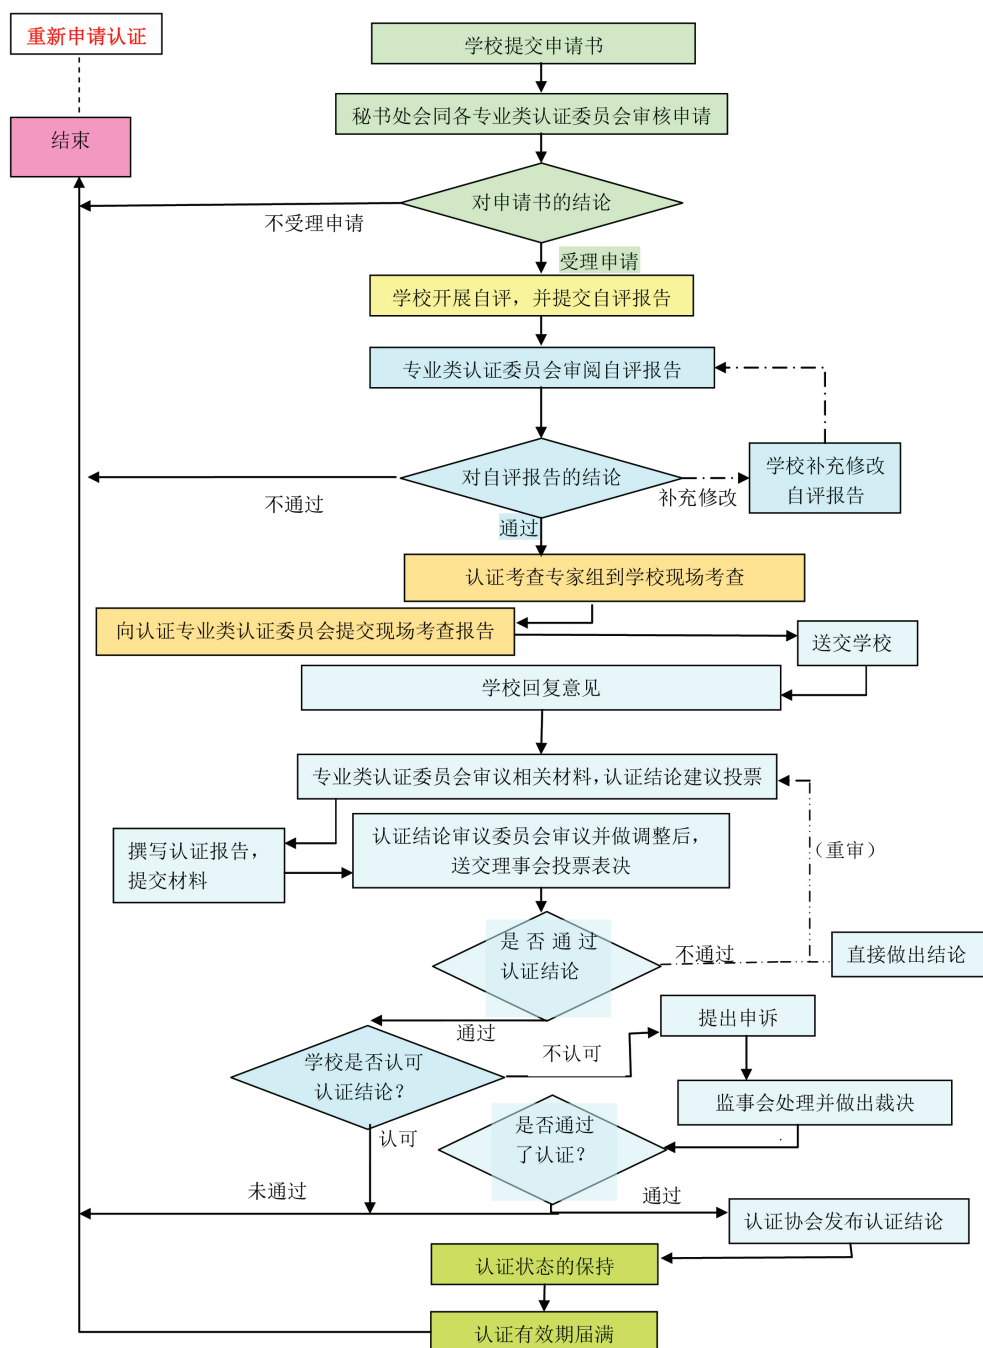 重新申请认证
学校提交申请书
秘书处会同各专业类认证委员会审核申请
结束
对申请书的结论
不受理申请
受理申请
学校开展自评，并提交自评报告
专业类认证委员会审阅自评报告
对自评报告的结论
学校补充修改
自评报告
不通过
补充修改
通过
认证考查专家组到学校现场考查
向认证专业类认证委员会提交现场考查报告
送交学校
学校回复意见
专业类认证委员会审议相关材料，认证结论建议投票
撰写认证报告，
提交材料
认证结论审议委员会审议并做调整后，
送交理事会投票表决
（重审）
是否通过
认证结论
不通过
直接做出结论
通过
提出申诉
学校是否认可
认证结论？
不认可
监事会处理并做出裁决
是否通过
了认证？
认可
未通过
通过
认证协会发布认证结论
认证状态的保持
认证有效期届满